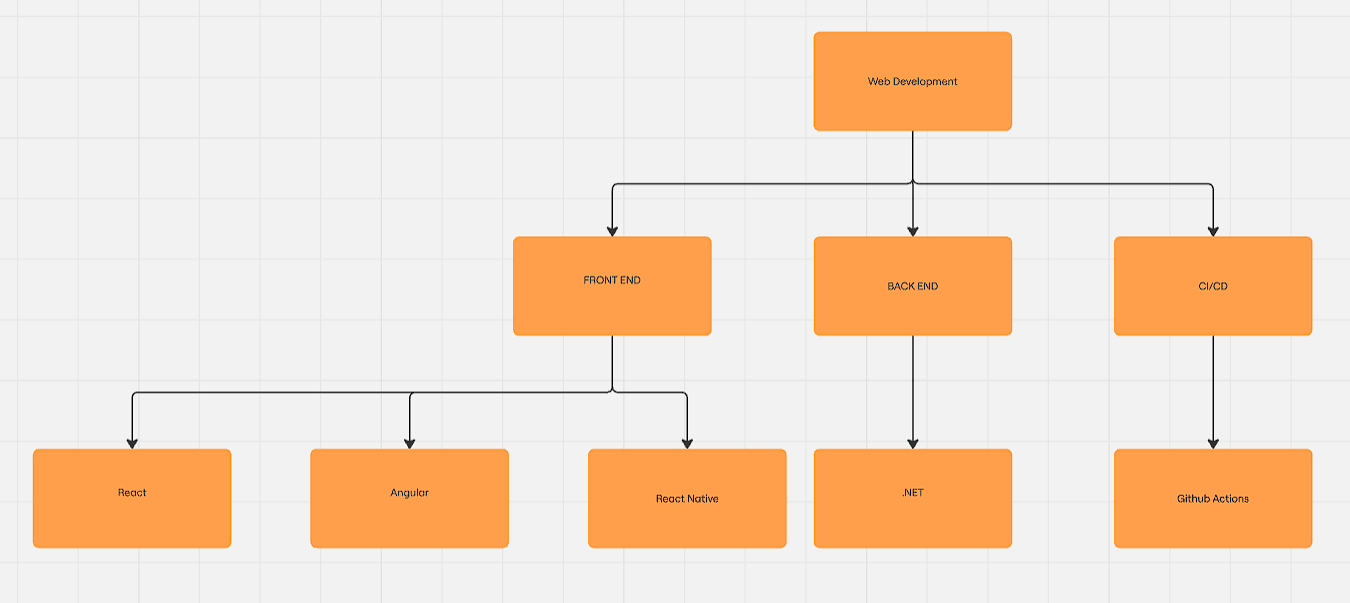 Web Development
FRONT END
BACK END
CI/CD
React
Angular
React Native
.NET
Github Actions